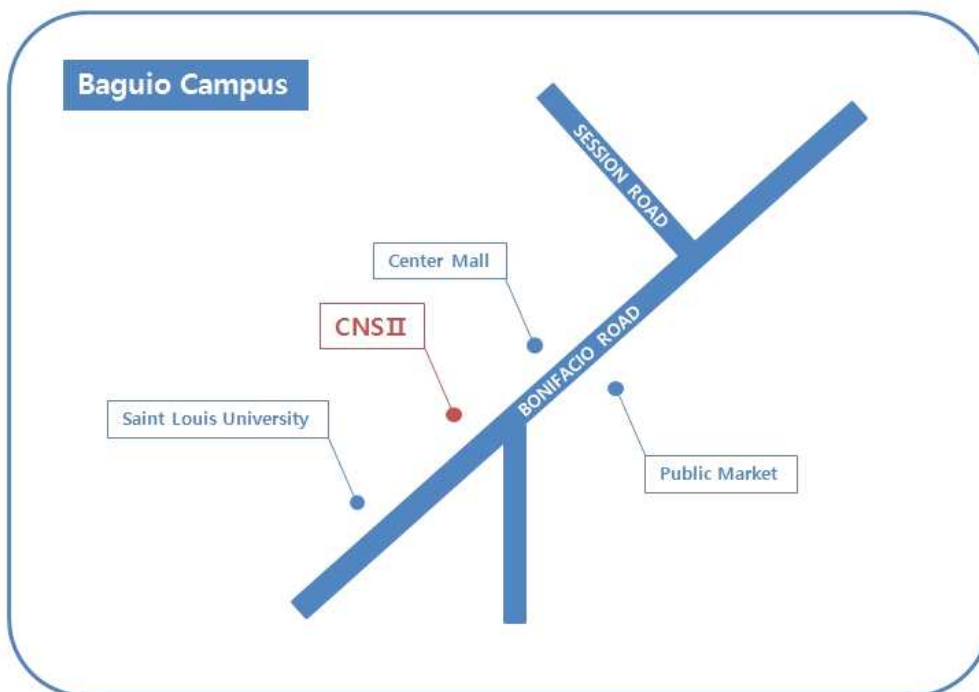 Baguio Campus
SESSION ROAD
Center Mall
CNSⅡ
BONIFACIO ROAD
Saint Louis University
Public Market